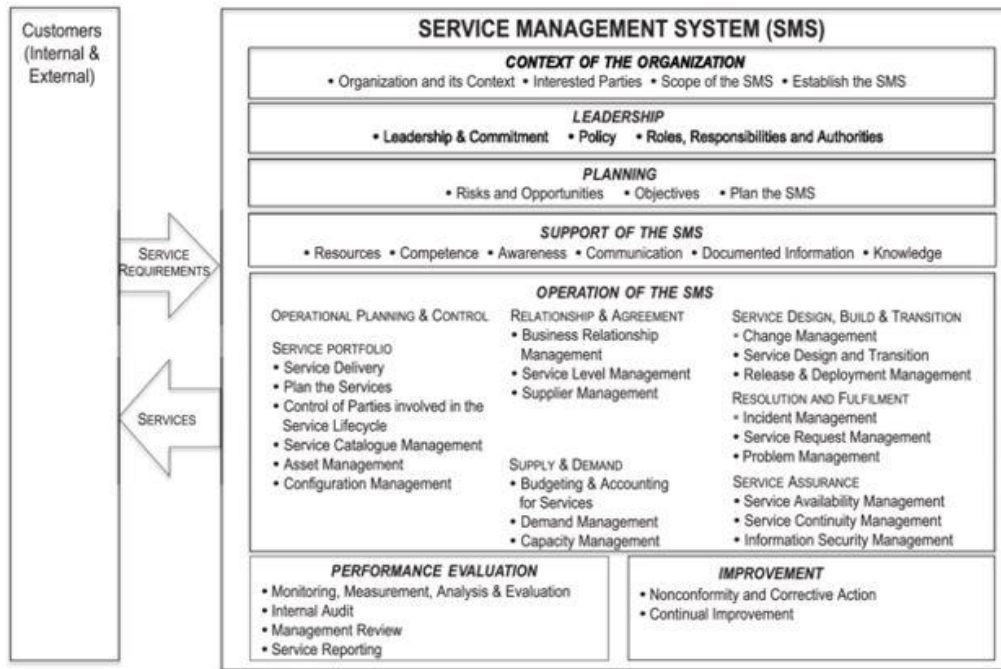 Customers
(Internal &
External)
SERVICE
REQUIREMENTS
SERVICES
SERVICE MANAGEMENT SYSTEM (SMS)
CONTEXT OF THE ORGANIZATION
• Organization and its Context • Interested Parties • Scope of the SMS • Establish the SMS
LEADERSHIP
• Leadership & Commitment • Policy • Roles, Responsibilities and Authorities
PLANNING
• Risks and Opportunities • Objectives • Plan the SMS
SUPPORT OF THE SMS
• Resources • Competence • Awareness • Communication • Documented Information • Knowledge
OPERATION OF THE SMS
OPERATIONAL PLANNING & CONTROL
SERVICE PORTFOLIO
• Service Delivery
• Plan the Services
• Control of Parties involved in the
Service Lifecycle
• Service Catalogue Management
• Asset Management
• Configuration Management
RELATIONSHIP & AGREEMENT
• Business Relationship
Management
• Service Level Management
• Supplier Management
SUPPLY & DEMAND
• Budgeting & Accounting
for Services
• Demand Management
• Capacity Management
SERVICE DESIGN, BUILD & TRANSITION
• Change Management
• Service Design and Transition
• Release & Deployment Management
RESOLUTION AND FULFILMENT
• Incident Management
• Service Request Management
• Problem Management
SERVICE ASSURANCE
• Service Availability Management
• Service Continuity Management
• Information Security Management
PERFORMANCE EVALUATION
• Monitoring, Measurement, Analysis & Evaluation
• Internal Audit
• Management Review
• Service Reporting
IMPROVEMENT
• Nonconformity and Corrective Action
• Continual Improvement